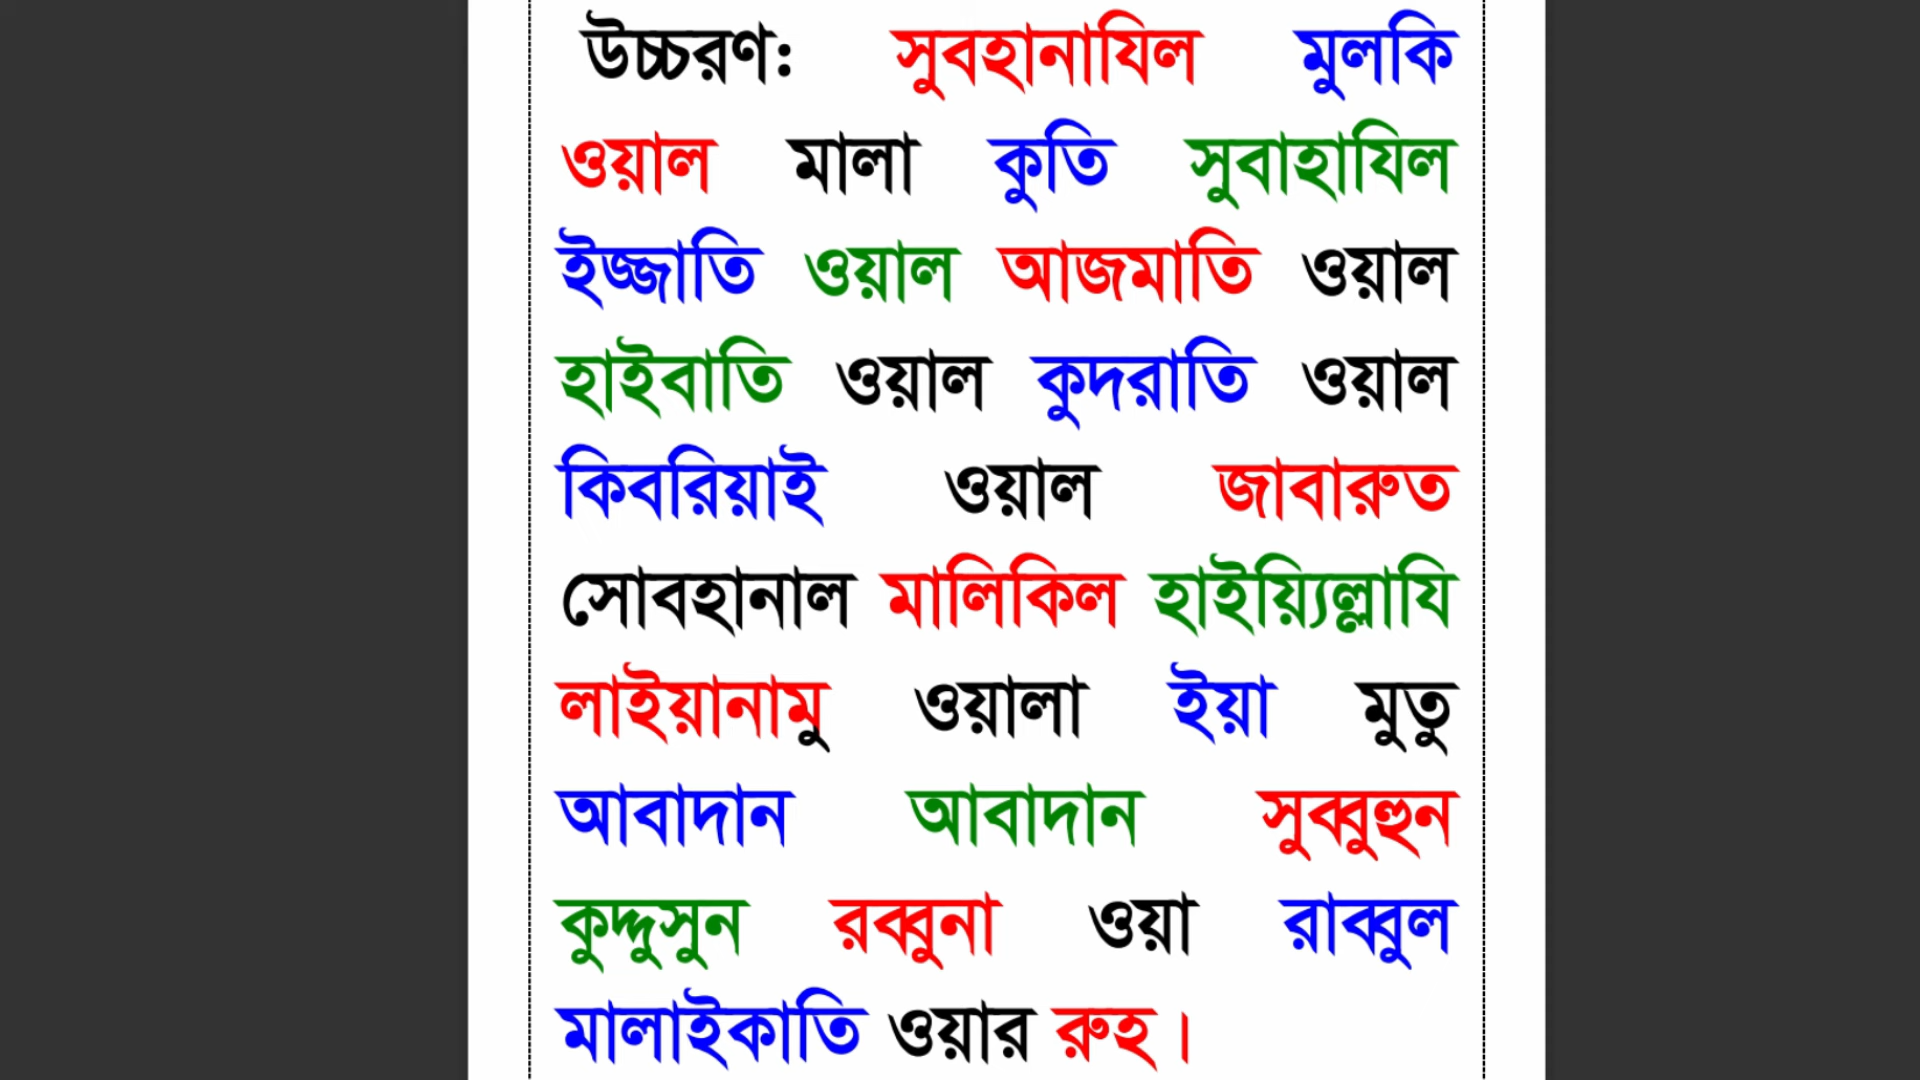 উচ্চরণ: সুবহানাযিল মুলকি
ওয়াল মালা কুতি সুবাহাযিল
ইজ্জাতি ওয়াল আজমাতি ওয়াল
হাইবাতি ওয়াল কুদরাতি ওয়াল
কিবরিয়াই ওয়াল জাবারুত
সোবহানাল মালিকিল হাইয়্যিল্লাযি
লাইয়ানামু ওয়ালা ইয়া মুতু
আবাদান আবাদান সুব্বুহুন
কুদ্দুসুন রব্বুনা ওয়া রাব্বুল
মালাইকাতি ওয়ার রুহ।